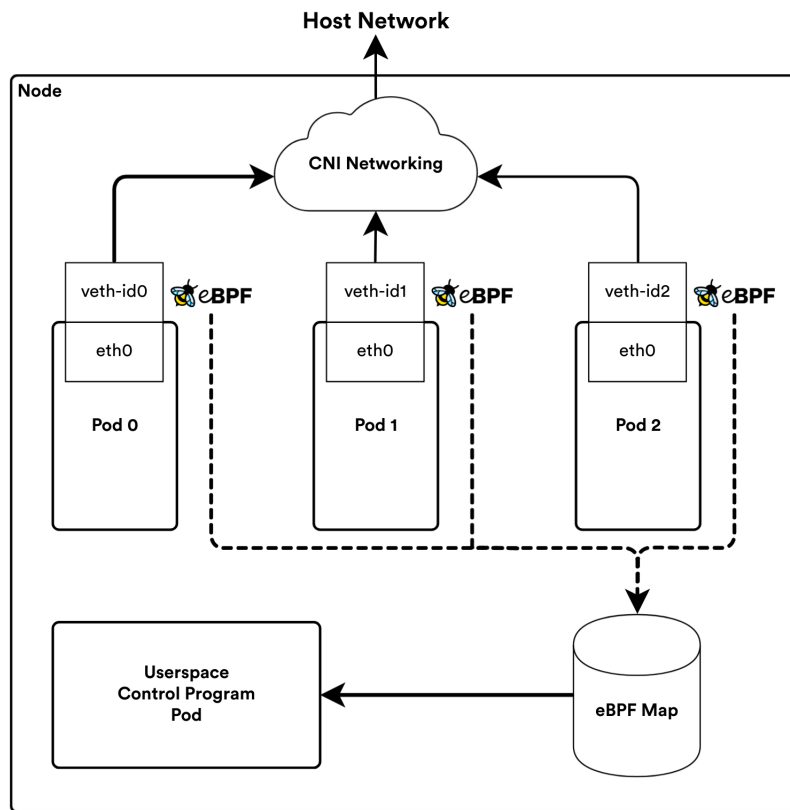 Host Network
Node
CNI Networking
veth-id0
eBPF
veth-id1
eBPF
veth-id2
eBPF
eth0
eth0
eth0
Pod 0
Pod 1
Pod 2
Userspace
Control Program
Pod
eBPF Map